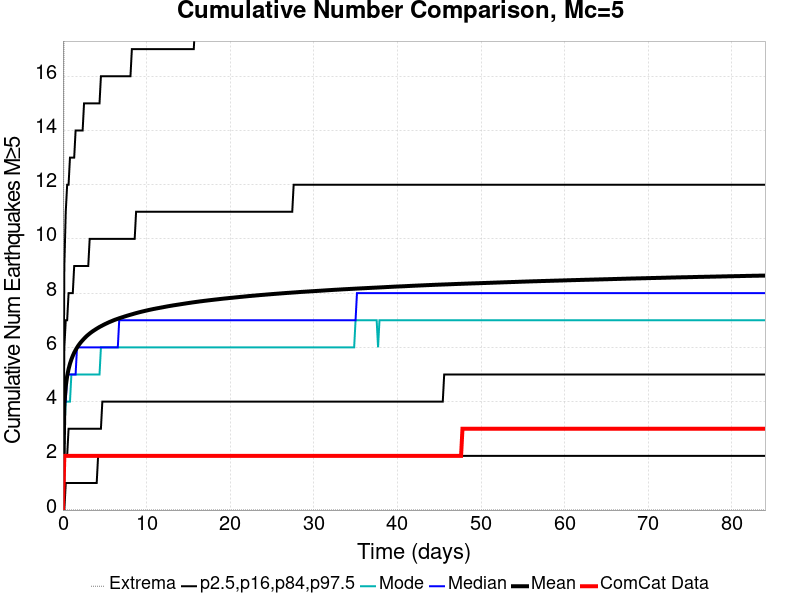 Cumulative Number Comparison, Mc=5
Cumulative Num Earthquakes M≥5
16
14
12
10
8
6
4
2
0
0 10 20 30 40 50 60 70 80
Time (days)
Extrema p2.5,p16,p84,p97.5 Mode Median Mean ComCat Data